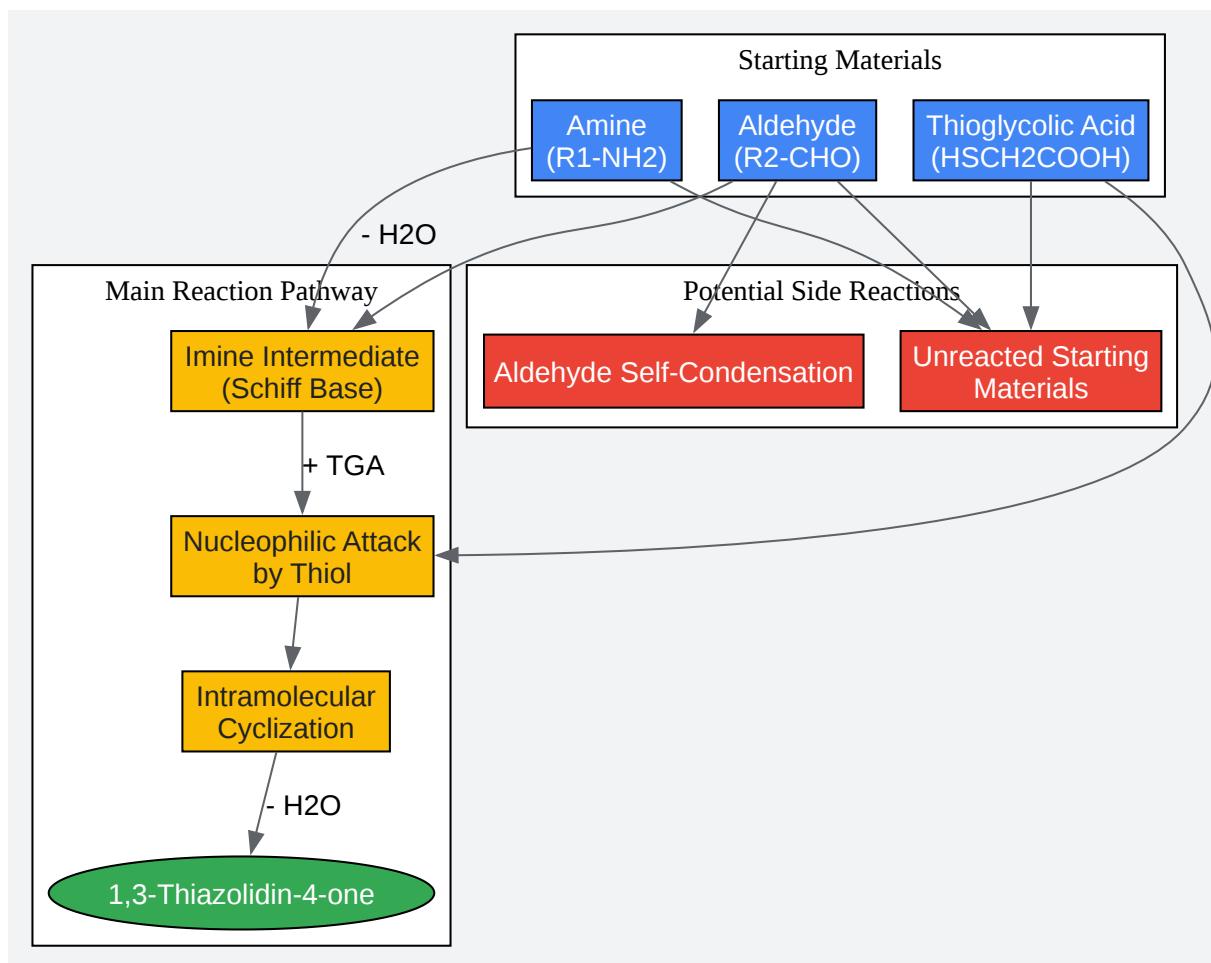 Starting Materials
Amine
(R1-NH2)
Aldehyde
(R2-CHO)
Thioglycolic Acid
(HSCH2COOH)
- H2O
Main Reaction Pathway
Potential Side Reactions
Imine Intermediate
(Schiff Base)
Aldehyde Self-Condensation
Unreacted Starting
Materials
+ TGA
Nucleophilic Attack
by Thiol
Intramolecular
Cyclization
- H2O
1,3-Thiazolidin-4-one